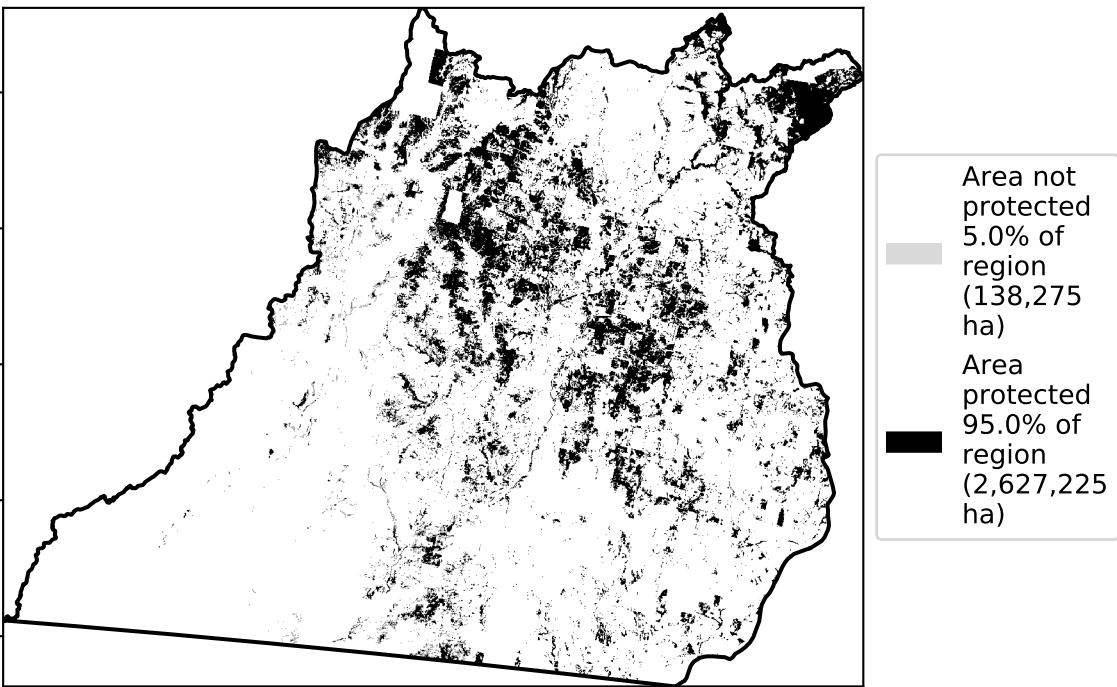 Area not
protected
5.0% of
region
(138,275
ha)
Area
protected
95.0% of
region
(2,627,225
ha)